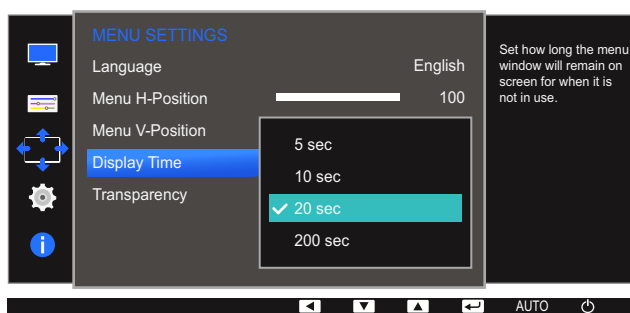 MENU SETTINGS
Language English
Menu H-Position 100
Menu V-Position
Display Time
Transparency
5 sec
10 sec
20 sec
200 sec
Set how long the menu
window will remain on
screen for when it is
not in use.
AUTO